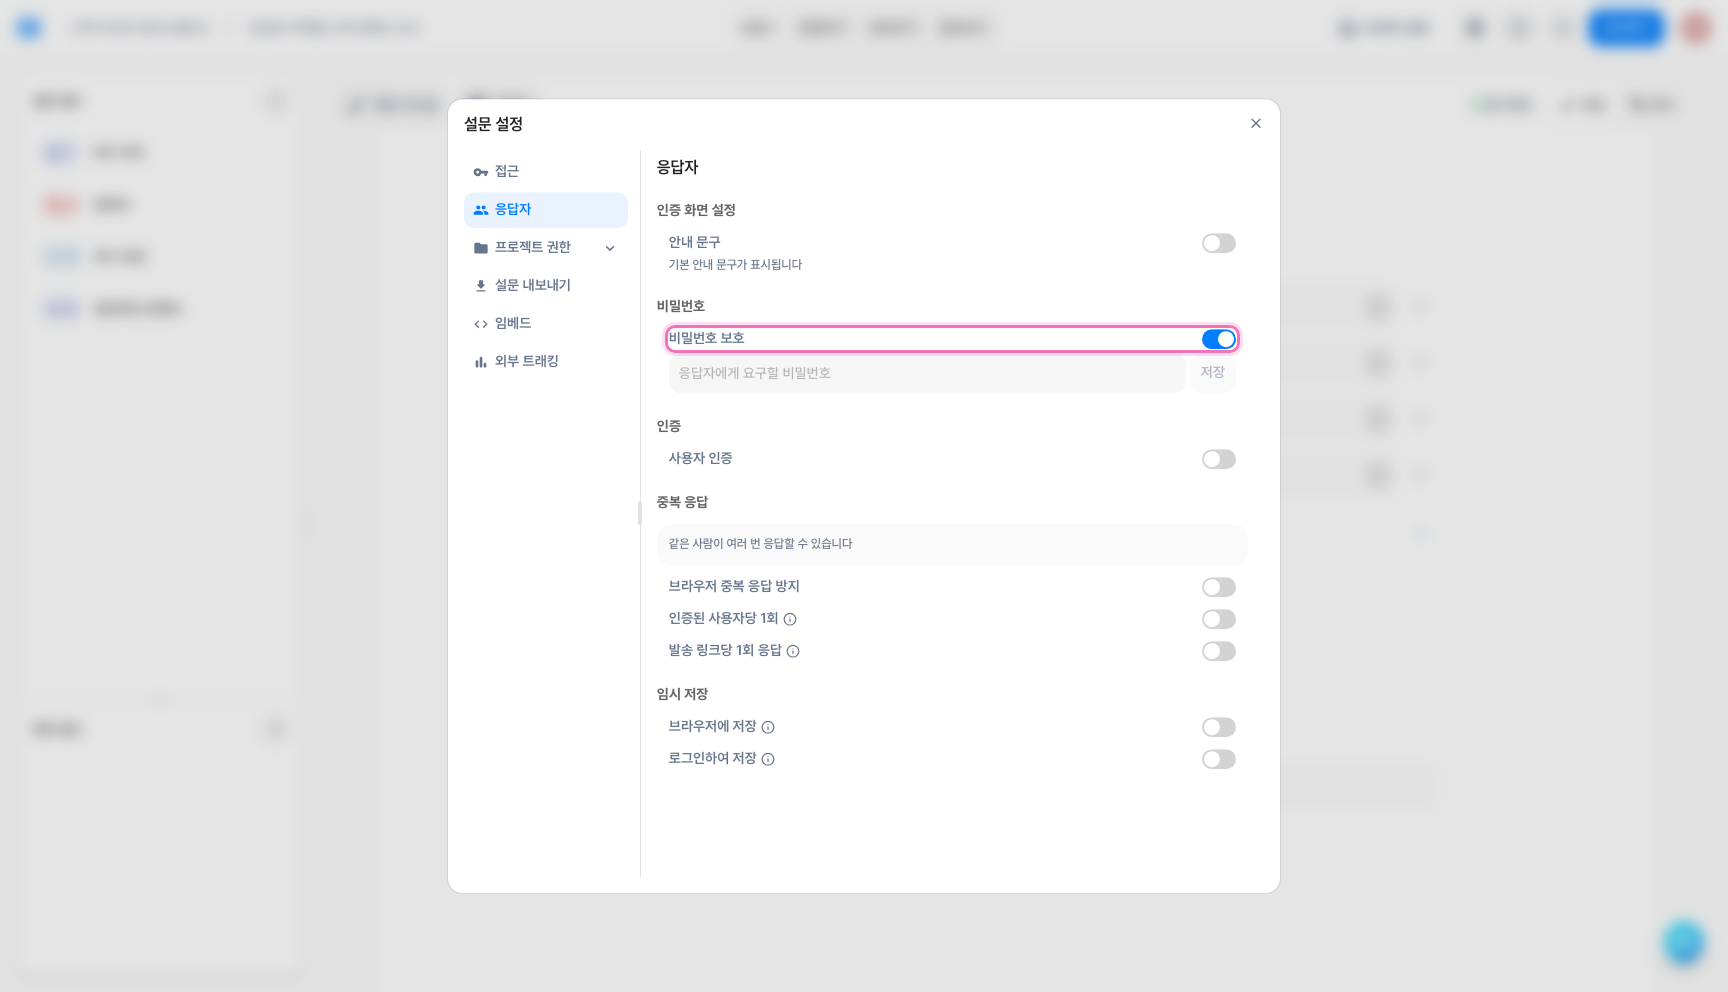 설문 설정
접근
응답자
프로젝트 권한
설문 내보내기
임베드
외부 트래킹
응답자
인증 화면 설정
안내 문구
기본 안내 문구가 표시됩니다
비밀번호
비밀번호 보호
응답자에게 요구할 비밀번호
저장
인증
사용자 인증
중복 응답
같은 사람이 여러 번 응답할 수 있습니다
브라우저 중복 응답 방지
인증된 사용자당 1회
발송 링크당 1회 응답
임시 저장
브라우저에 저장
로그인하여 저장